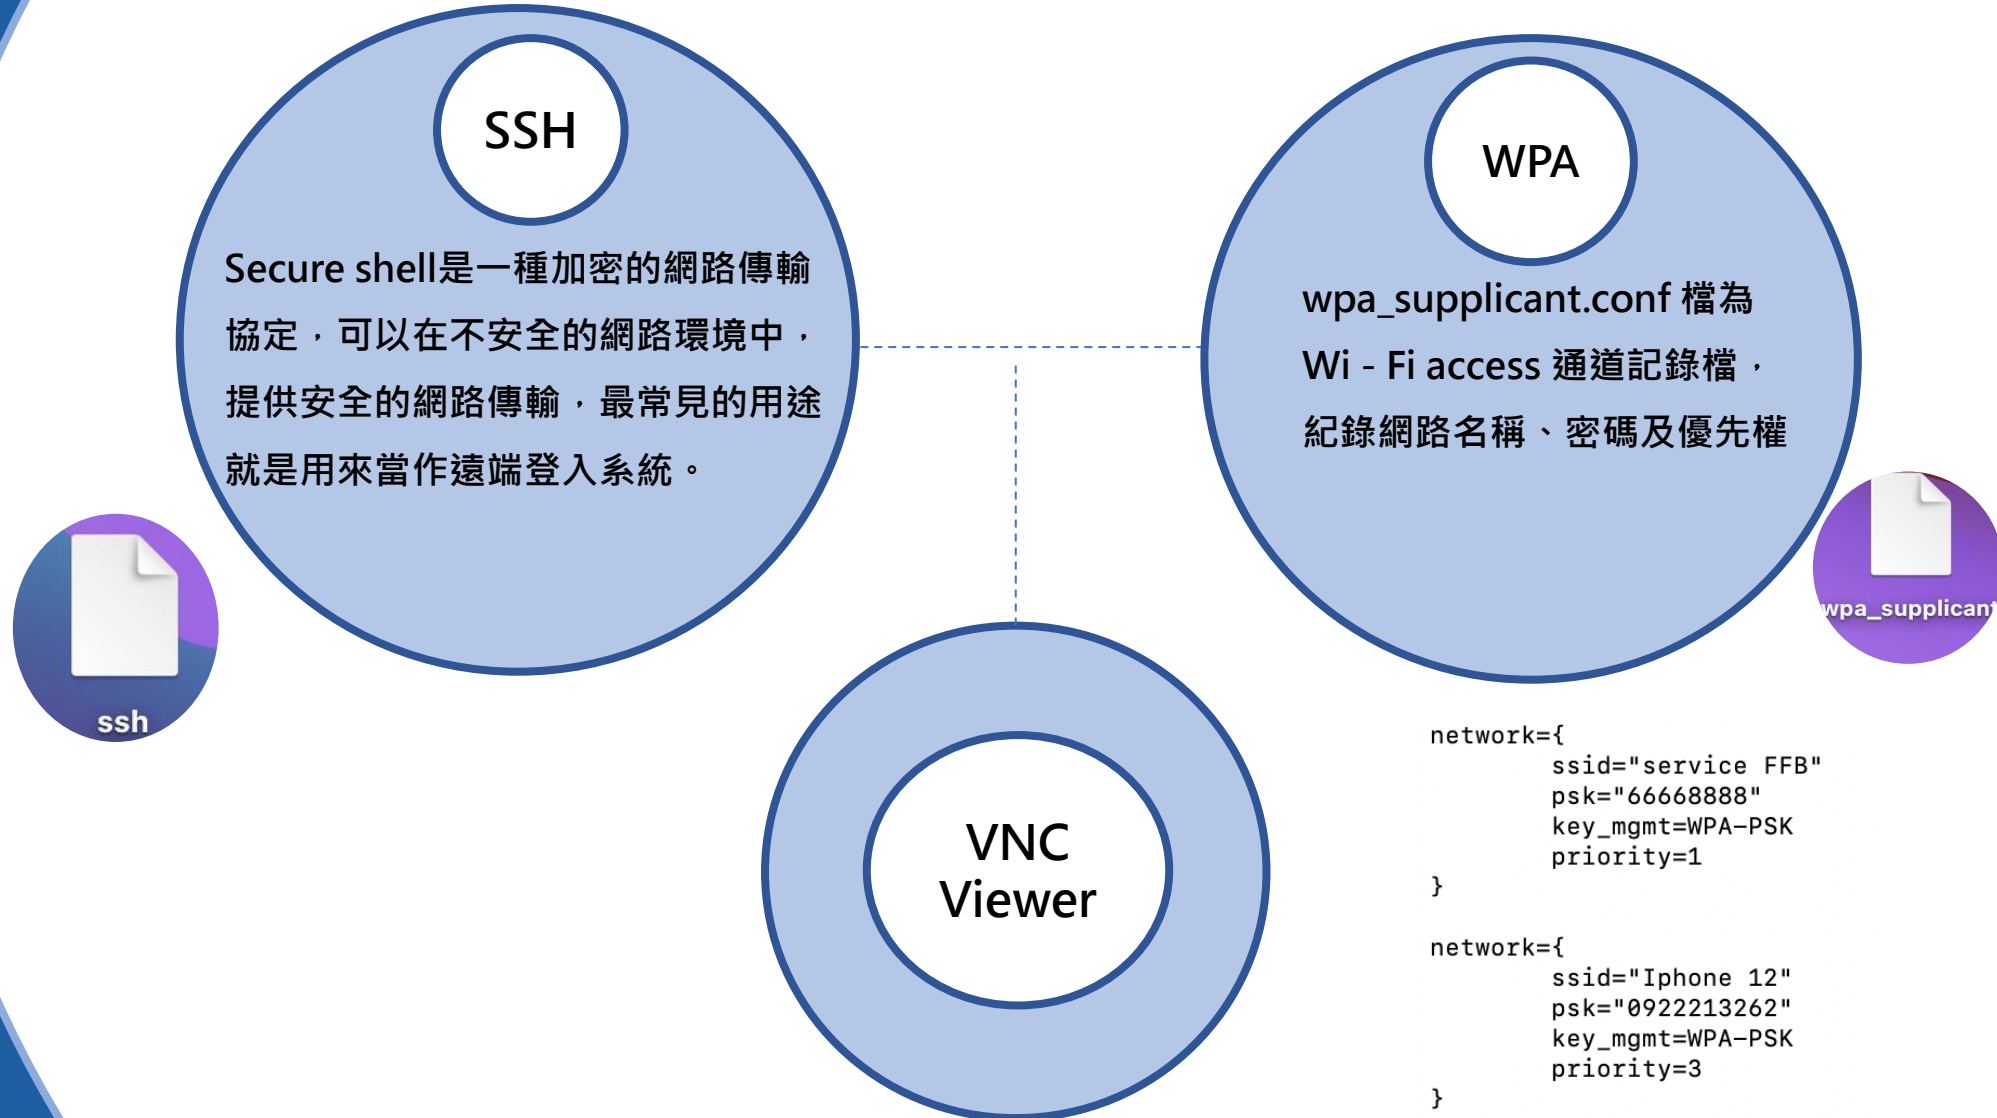 SSH
Secure shell是一種加密的網路傳輸
協定，可以在不安全的網路環境中，
提供安全的網路傳輸，最常見的用途
就是用來當作遠端登入系統。
ssh
WPA
wpa_supplicant.conf 檔為
Wi - Fi access 通道記錄檔，
紀錄網路名稱、密碼及優先權
wpa_supplicant
VNC
Viewer
network={
ssid="service FFB"
psk="66668888"
key_mgmt=WPA-PSK
priority=1
}
network={
ssid="Iphone 12"
psk="0922213262"
key_mgmt=WPA-PSK
priority=3
}